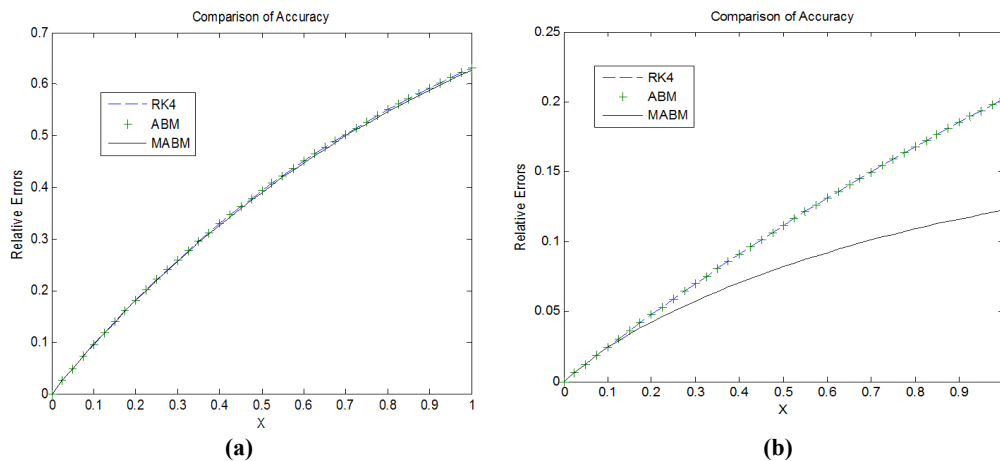 Comparison of Accuracy
0.7
0.6
0.5
0.4
0.3
0.2
0.1
0
Relative Errors
RK4
ABM
MABM
0 0.1 0.2 0.3 0.4 0.5 0.6 0.7 0.8 0.9 1
X
(a)
Comparison of Accuracy
0.25
0.2
0.15
0.1
0.05
0
Relative Errors
RK4
ABM
MABM
0 0.1 0.2 0.3 0.4 0.5 0.6 0.7 0.8 0.9
X
(b)